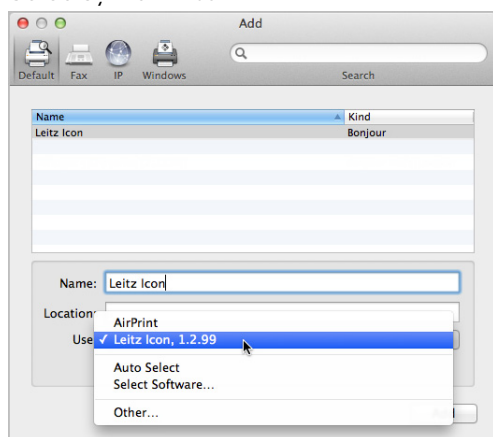 Add
Default Fax IP Windows Search
Name Kind
Leitz Icon Bonjour
Name: Leitz Icon
Location:
AirPrint
Use ✓ Leitz Icon, 1.2.99
Auto Select
Select Software...
Other...